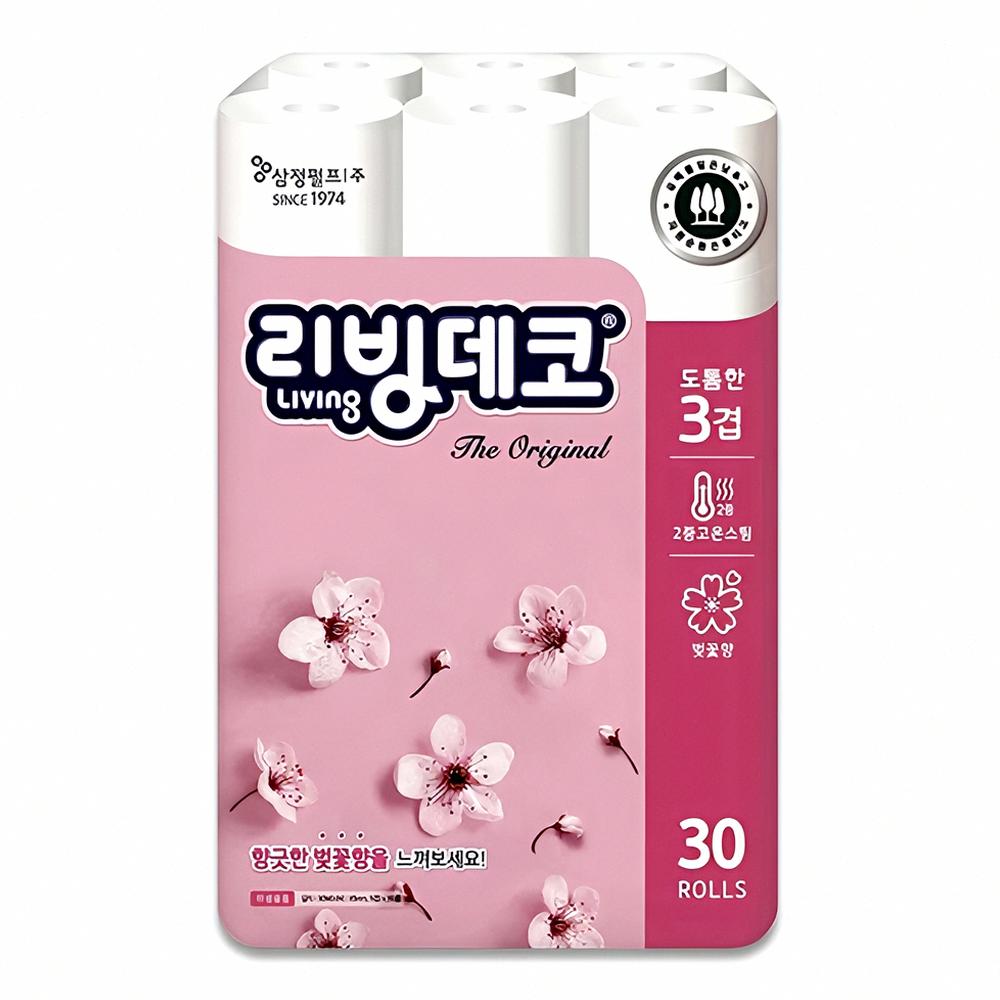 삼정펄프|주
SINCE 1974
리빙데코®
LIVING
The Original
도톰한
3겹
2중고온스팀
벚꽃향
향긋한 벚꽃향을 느껴보세요!
30
ROLLS